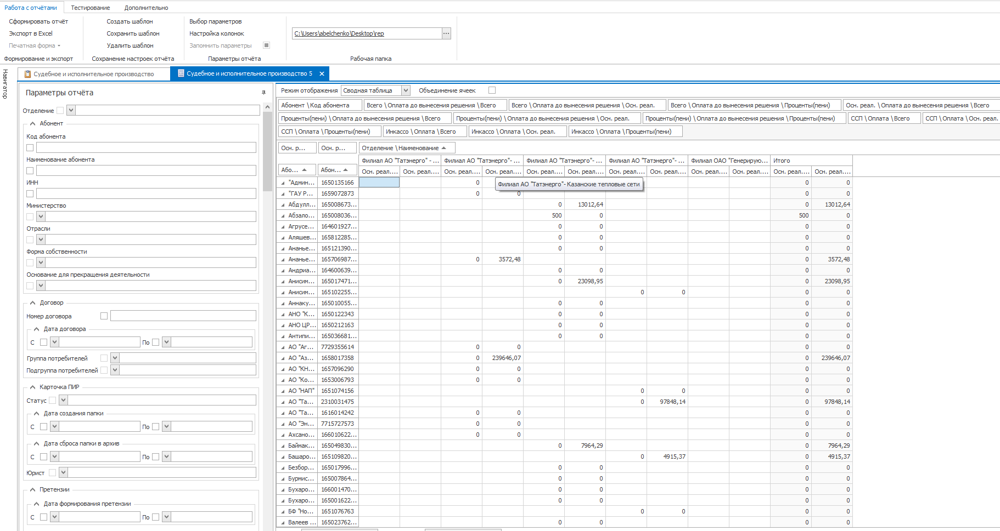 Работа с отчётами Тестирование Дополнительно
Сформировать отчёт Создать шаблон Выбор параметров
Экспорт в Excel Сохранить шаблон Настройка колонок C:\Users\abelchenko\Desktop\rep ...
Печатная форма Удалить шаблон Запомнить параметры
Формирование и экспорт Сохранение настроек отчёта Параметры отчёта Рабочая папка
Навигатор
Судебное и исполнительное производство Судебное и исполнительное производство 5
Параметры отчёта
Отделение
Абонент
Код абонента
Наименование абонента
ИНН
Министерство
Отрасли
Форма собственности
Основание для прекращения деятельности
Договор
Номер договора
Дата договора
С По
Группа потребителей
Подгруппа потребителей
Карточка ПИР
Статус
Дата создания папки
С По
Дата сброса папки в архив
С По
Юрист
Претензии
Дата формирования претензии
С По
Режим отображения Сводная таблица Объединение ячеек
Абонент \Код абонента Всего \Оплата до вынесения решения \Всего Всего \Оплата до вынесения решения \Осн. реал. Всего \Оплата до вынесения решения \Проценты(пени) Осн. реал. \Оплата до вынесения решения \Всего
Проценты(пени) \Оплата до вынесения решения \Всего Проценты(пени) \Оплата до вынесения решения \Осн. реал. Проценты(пени) \Оплата до вынесения решения \Проценты(пени) ССП \Оплата \Всего ССП \Оплата \Осн. реал.
ССП \Оплата \Проценты(пени) Инкассо \Оплата \Всего Инкассо \Оплата \Осн. реал. Инкассо \Оплата \Проценты(пени)
Осн. р... Осн. р... Отделение \Наименование
Филиал АО "Татэнерго" - ... Филиал АО "Татэнерго"- ... Филиал АО "Татэнерго"- ... Филиал АО "Татэнерго"- ... Филиал ОАО "Генерирую... Итого
Або... Абон... Осн. реал.... Осн. реал.... Осн. реал.... Осн. реал.... Осн. реал.... Осн. реал.... Осн. реал.... Осн. реал.... Осн. реал.... Осн. реал.... Осн. реал.... Осн. реал....
"Админ... 1650135166 0 0 0
Филиал АО "Татэнерго"- Казанские тепловые сети
"ГАУ Р... 1659072873 0 0 0 0
Абдулл... 165008673... 0 13012,64 0 13012,64
Абзало... 165008036... 500 0 500 0
Агрусе... 164601927... 0 0 0 0
Аляшев... 165812285... 0 0 0 0
Ананье... 165121390... 0 0 0 0
Ананье... 165706987... 0 3572,48 0 3572,48
Андриа... 164600639... 0 0 0 0
Анисим... 165017471... 0 23098,95 0 23098,95
Анисим... 165102255... 0 0 0 0
Аннаку... 165010055... 0 0 0 0
АНО "К... 1650122343 0 0 0 0
АНО ЦР... 1650212163 0 0 0 0
Антипи... 165036681... 0 0 0 0
АО "Аг... 7729355614 0 0 0 0
АО "Аз... 1658017358 0 239646,07 0 239646,07
АО "КН... 1657096290 0 0 0 0
АО "Ко... 1653006793 0 0 0 0
АО "НАП" 1651074156 0 0 0 0
АО "Та... 2310031475 0 97848,14 0 97848,14
АО "Та... 1616014242 0 0 0 0
АО "Эн... 7715727573 0 0 0 0
Ахсано... 166010622... 0 0 0 0
Баймак... 165049830... 0 7964,29 0 7964,29
Башаро... 165109820... 0 4915,37 0 4915,37
Безбор... 165017996... 0 0 0 0
Бурмис... 165007864... 0 0 0 0
Бухаро... 166001470... 0 0 0 0
Бухаро... 165001622... 0 0 0 0
БФ "Но... 1651076763 0 0 0 0
Валеев ... 165023762... 0 0 0 0